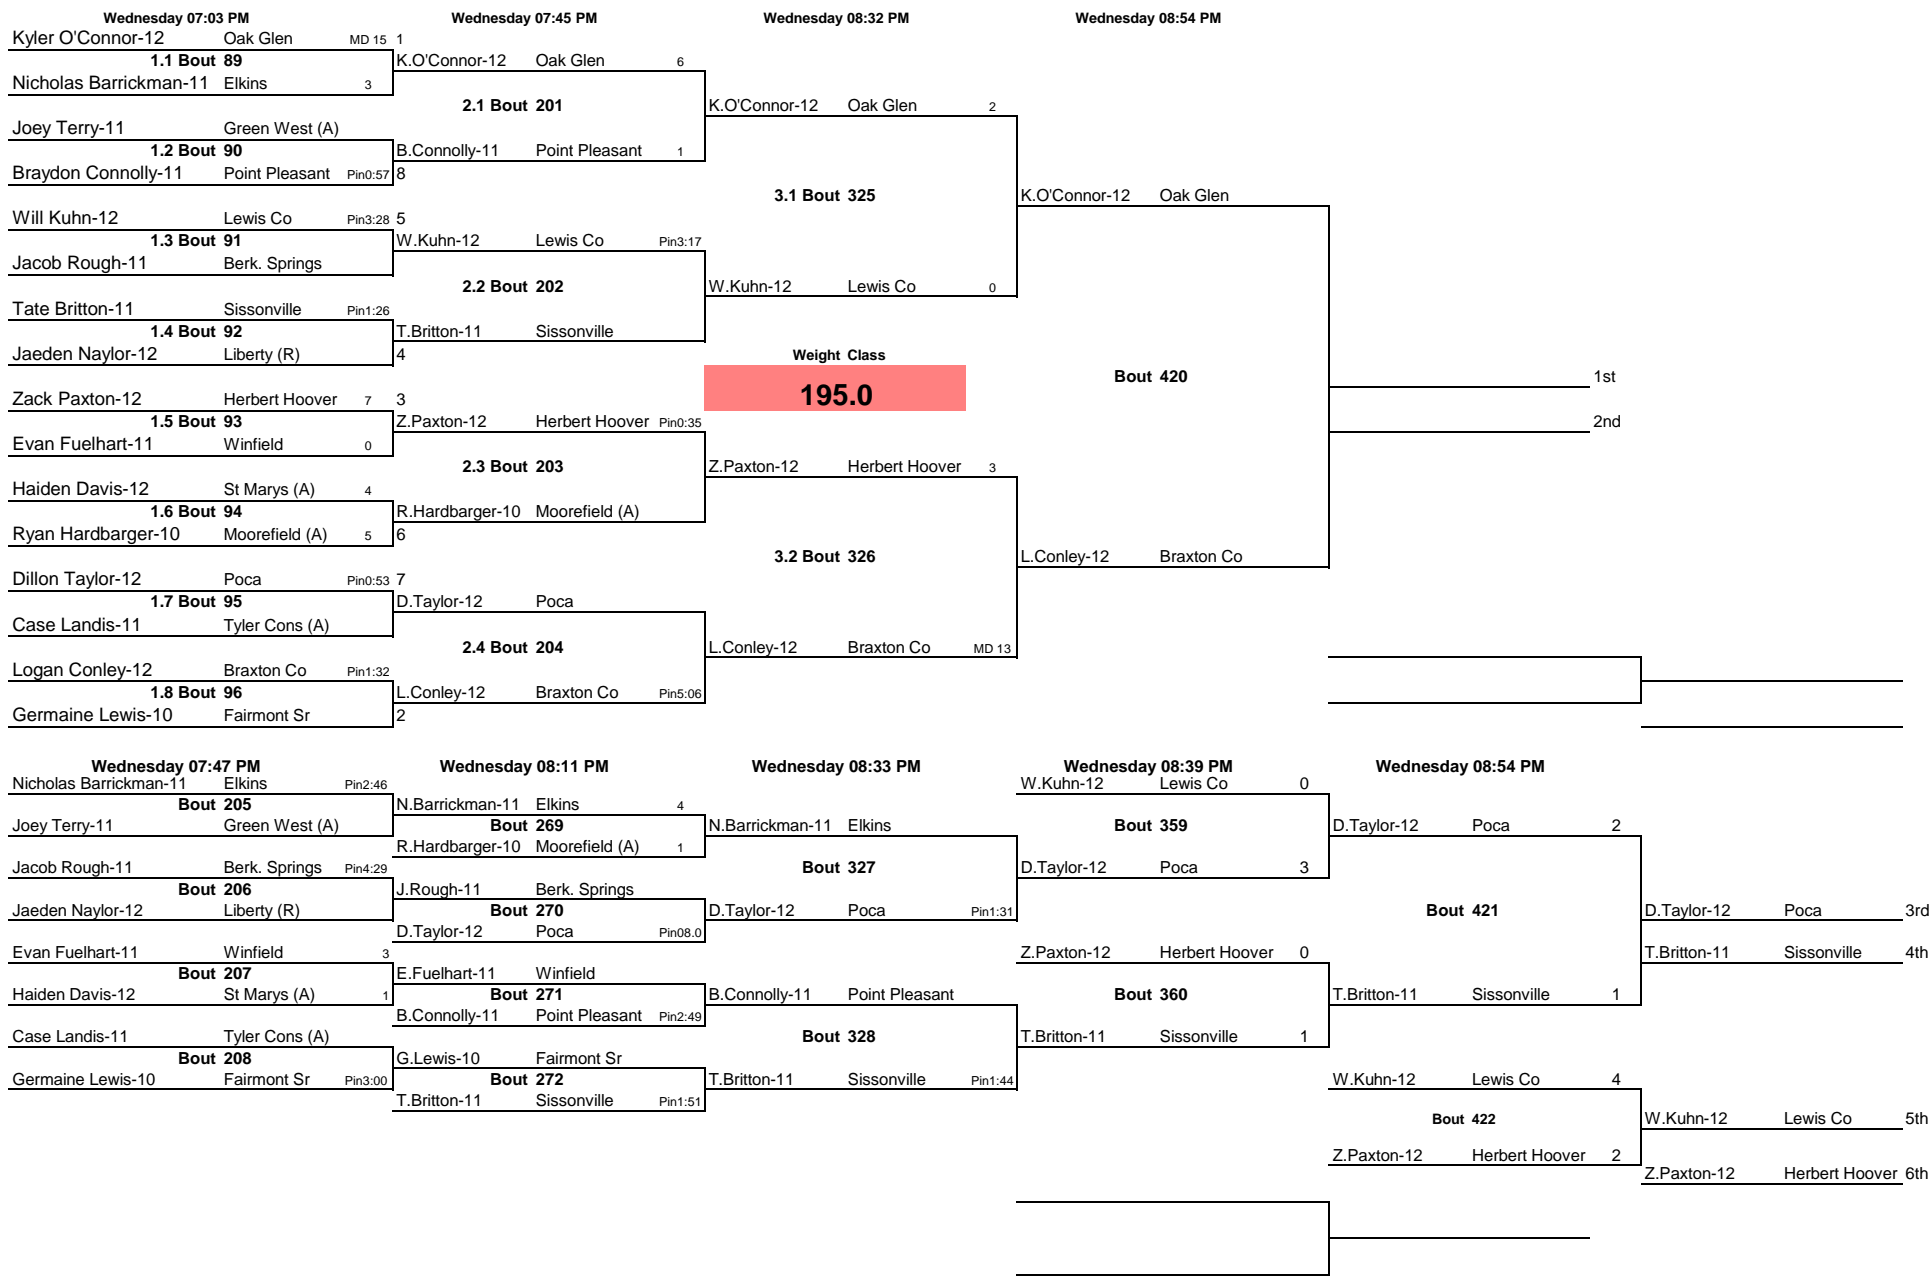 Wednesday 07:03 PM Wednesday 07:45 PM Wednesday 08:32 PM Wednesday 08:54 PM
Kyler O'Connor-12 Oak Glen MD 15 1
1.1 Bout 89 K.O'Connor-12 Oak Glen 6
Nicholas Barrickman-11 Elkins 3
2.1 Bout 201 K.O'Connor-12 Oak Glen 2
Joey Terry-11 Green West (A)
1.2 Bout 90 B.Connolly-11 Point Pleasant 1
Braydon Connolly-11 Point Pleasant Pin0:57 8
3.1 Bout 325 K.O'Connor-12 Oak Glen
Will Kuhn-12 Lewis Co Pin3:28 5
1.3 Bout 91 W.Kuhn-12 Lewis Co Pin3:17
Jacob Rough-11 Berk. Springs
2.2 Bout 202 W.Kuhn-12 Lewis Co 0
Tate Britton-11 Sissonville Pin1:26
1.4 Bout 92 T.Britton-11 Sissonville
Jaeden Naylor-12 Liberty (R) 4 Weight Class
Bout 420 1st
Zack Paxton-12 Herbert Hoover 7 3 195.0
1.5 Bout 93 Z.Paxton-12 Herbert Hoover Pin0:35 2nd
Evan Fuelhart-11 Winfield 0
2.3 Bout 203 Z.Paxton-12 Herbert Hoover 3
Haiden Davis-12 St Marys (A) 4
1.6 Bout 94 R.Hardbarger-10 Moorefield (A)
Ryan Hardbarger-10 Moorefield (A) 5 6
3.2 Bout 326 L.Conley-12 Braxton Co
Dillon Taylor-12 Poca Pin0:53 7
1.7 Bout 95 D.Taylor-12 Poca
Case Landis-11 Tyler Cons (A)
2.4 Bout 204 L.Conley-12 Braxton Co MD 13
Logan Conley-12 Braxton Co Pin1:32
1.8 Bout 96 L.Conley-12 Braxton Co Pin5:06
Germaine Lewis-10 Fairmont Sr 2
Wednesday 07:47 PM Wednesday 08:11 PM Wednesday 08:33 PM Wednesday 08:39 PM Wednesday 08:54 PM
Nicholas Barrickman-11 Elkins Pin2:46 W.Kuhn-12 Lewis Co 0
Bout 205 N.Barrickman-11 Elkins 4
Joey Terry-11 Green West (A) Bout 269 N.Barrickman-11 Elkins Bout 359 D.Taylor-12 Poca 2
R.Hardbarger-10 Moorefield (A) 1
Jacob Rough-11 Berk. Springs Pin4:29 Bout 327 D.Taylor-12 Poca 3
Bout 206 J.Rough-11 Berk. Springs
Jaeden Naylor-12 Liberty (R) Bout 270 D.Taylor-12 Poca Pin1:31 Bout 421 D.Taylor-12 Poca 3rd
D.Taylor-12 Poca Pin08.0
Evan Fuelhart-11 Winfield 3 Z.Paxton-12 Herbert Hoover 0 T.Britton-11 Sissonville 4th
Bout 207 E.Fuelhart-11 Winfield
Haiden Davis-12 St Marys (A) 1 Bout 271 B.Connolly-11 Point Pleasant Bout 360 T.Britton-11 Sissonville 1
B.Connolly-11 Point Pleasant Pin2:49
Case Landis-11 Tyler Cons (A) Bout 328 T.Britton-11 Sissonville 1
Bout 208 G.Lewis-10 Fairmont Sr
Germaine Lewis-10 Fairmont Sr Pin3:00 Bout 272 T.Britton-11 Sissonville Pin1:44 W.Kuhn-12 Lewis Co 4
T.Britton-11 Sissonville Pin1:51
Bout 422 W.Kuhn-12 Lewis Co 5th
Z.Paxton-12 Herbert Hoover 2
Z.Paxton-12 Herbert Hoover 6th